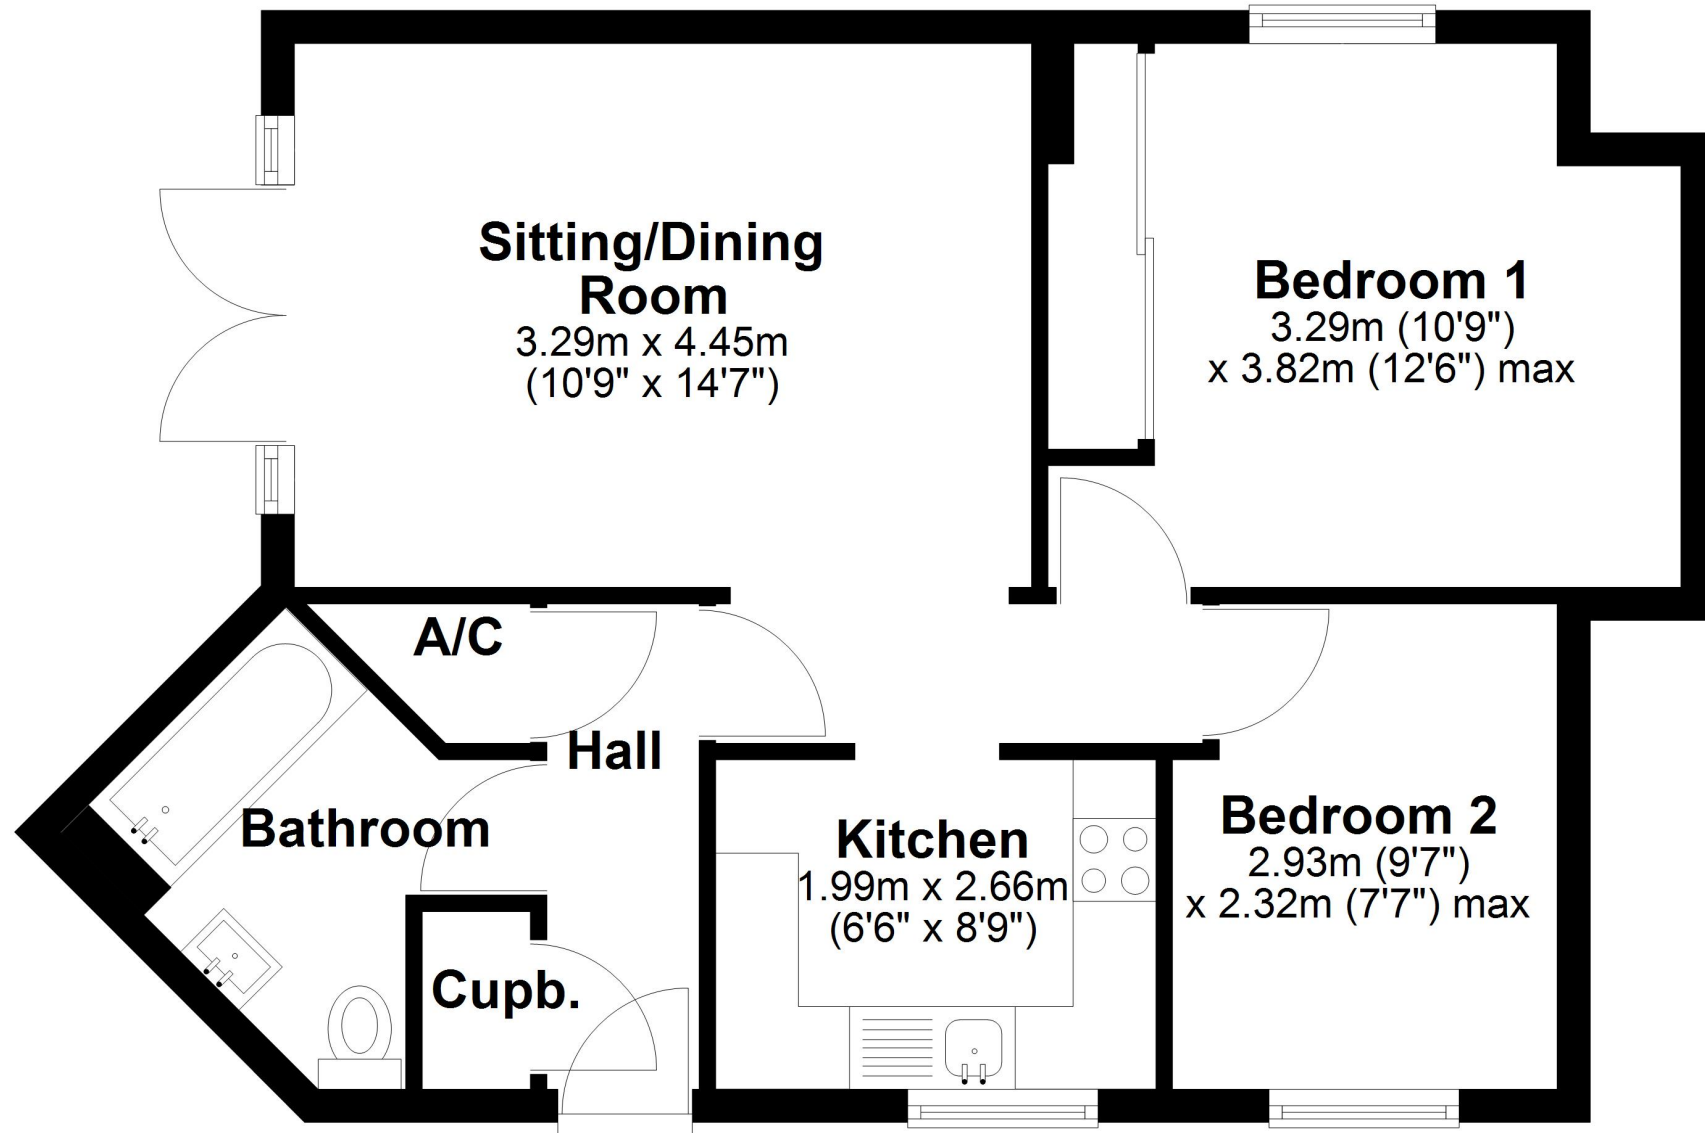 Sitting/Dining
Room
3.29m x 4.45m
(10'9" x 14'7")
Bedroom 1
3.29m (10'9")
x 3.82m (12'6") max
A/C
Hall
Bathroom
Kitchen
1.99m x 2.66m
(6'6" x 8'9")
Bedroom 2
2.93m (9'7")
x 2.32m (7'7") max
Cupb.